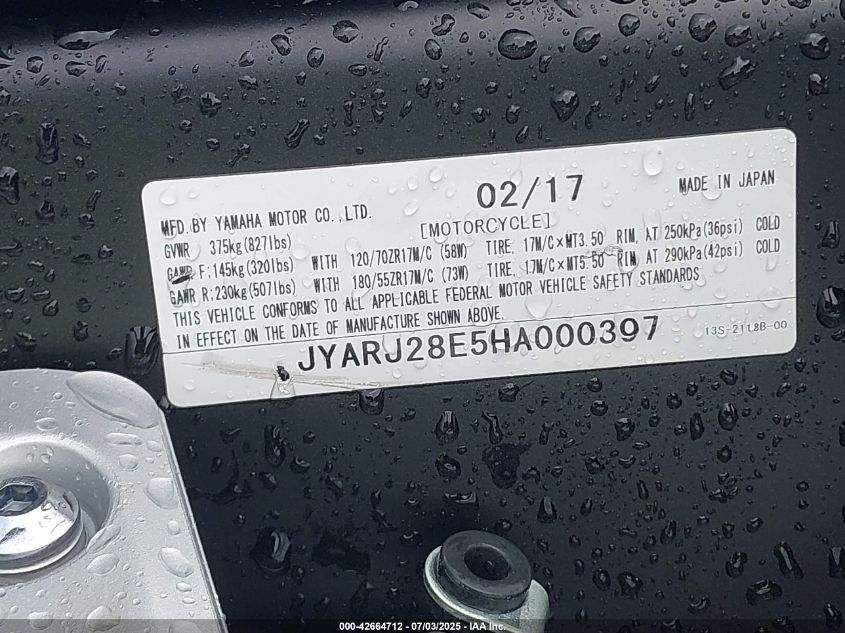 MFD. BY YAMAHA MOTOR CO., LTD. 02/17 MADE IN JAPAN
[MOTORCYCLE]
GVWR 375kg(827lbs)
GAWR F:145kg(320lbs) WITH 120/70ZR17M/C (58W) TIRE, 17M/C×MT3.50 RIM, AT 250kPa(36psi) COLD
GAWR R:230kg(507lbs) WITH 180/55ZR17M/C (73W) TIRE, 17M/C×MT5.50 RIM, AT 290kPa(42psi) COLD
THIS VEHICLE CONFORMS TO ALL APPLICABLE FEDERAL MOTOR VEHICLE SAFETY STANDARDS
IN EFFECT ON THE DATE OF MANUFACTURE SHOWN ABOVE.
JYARJ28E5HA000397 13S-2118B-00
000-42664712 - 07/03/2025 - IAA Inc.